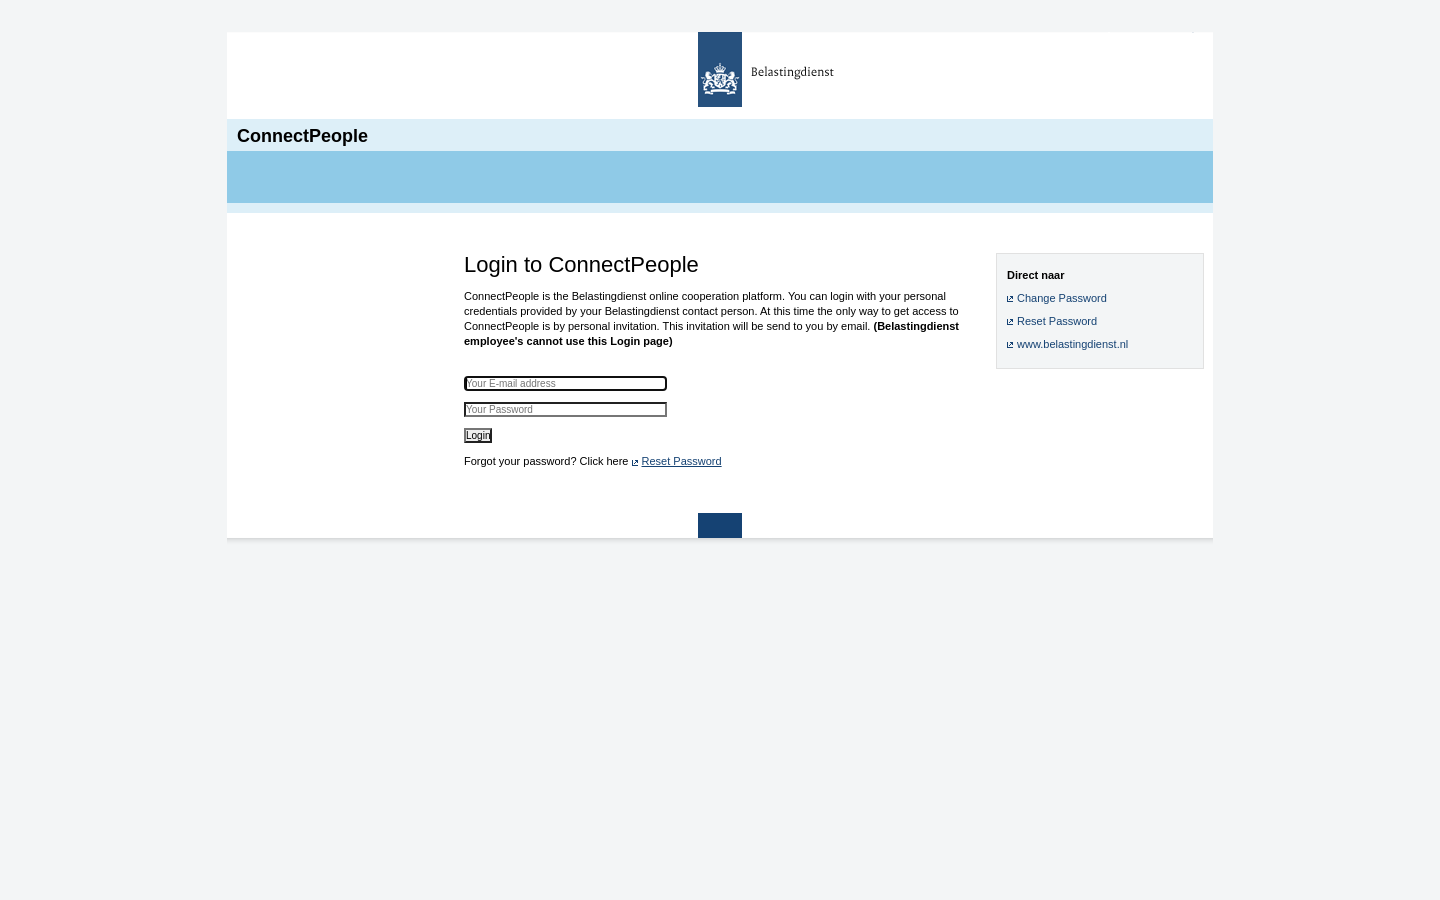 Belastingdienst
ConnectPeople
Login to ConnectPeople
ConnectPeople is the Belastingdienst online cooperation platform. You can login with your personal
credentials provided by your Belastingdienst contact person. At this time the only way to get access to
ConnectPeople is by personal invitation. This invitation will be send to you by email. (Belastingdienst
employee's cannot use this Login page)
Your E-mail address
Your Password
Login
Forgot your password? Click here Reset Password
Direct naar
Change Password
Reset Password
www.belastingdienst.nl